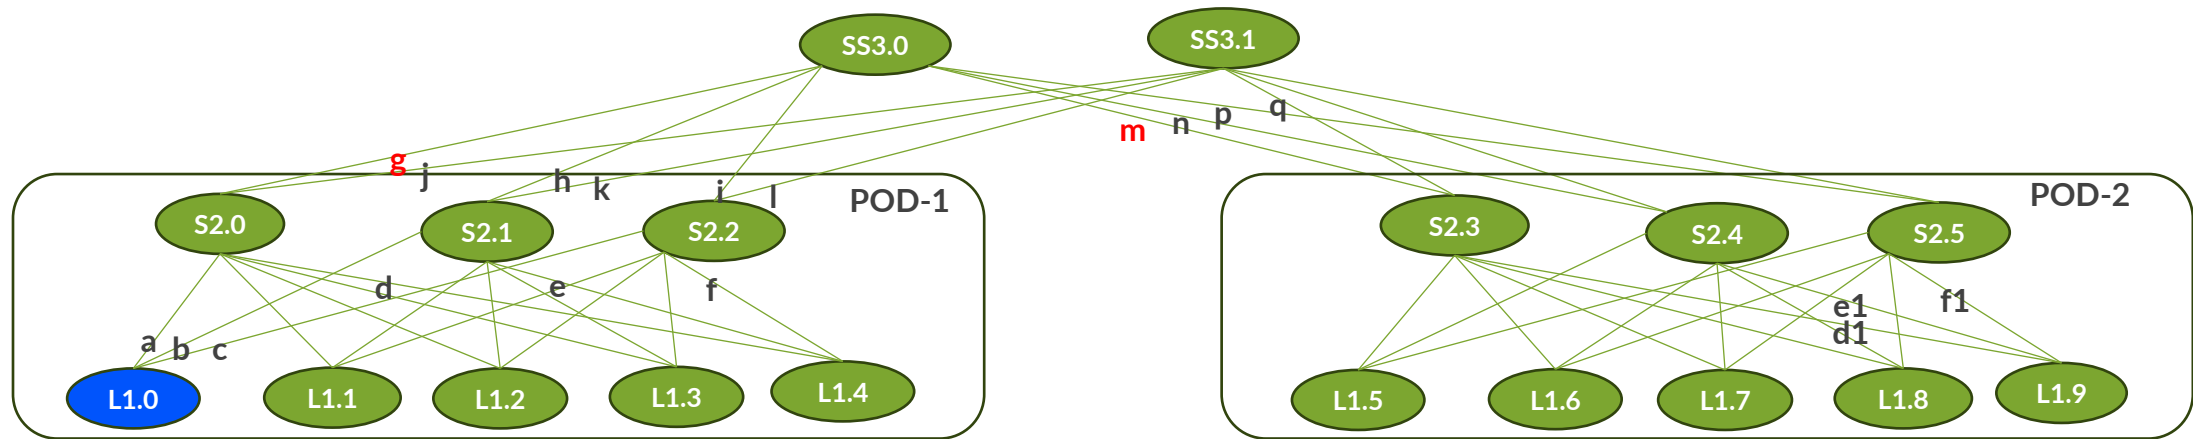 SS3.0
SS3.1
q
p
n
m
g
j
h
k
i
l
POD-1
POD-2
S2.0
S2.1
S2.2
S2.3
S2.4
S2.5
d
e
f
e1
f1
d1
a
b
c
L1.0
L1.1
L1.2
L1.3
L1.4
L1.5
L1.6
L1.7
L1.8
L1.9